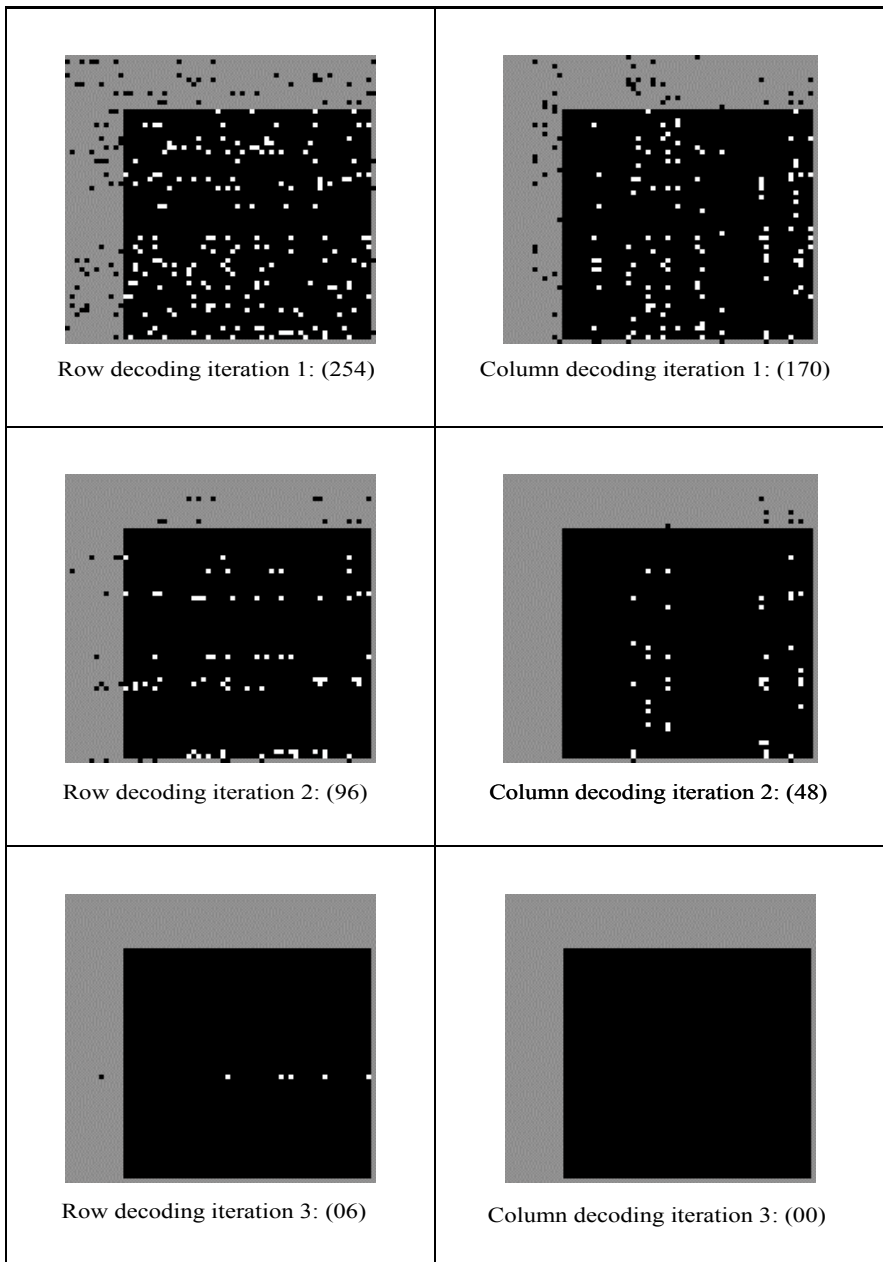 Row decoding iteration 1: (254)
Column decoding iteration 1: (170)
Row decoding iteration 2: (96)
Column decoding iteration 2: (48)
Row decoding iteration 3: (06)
Column decoding iteration 3: (00)